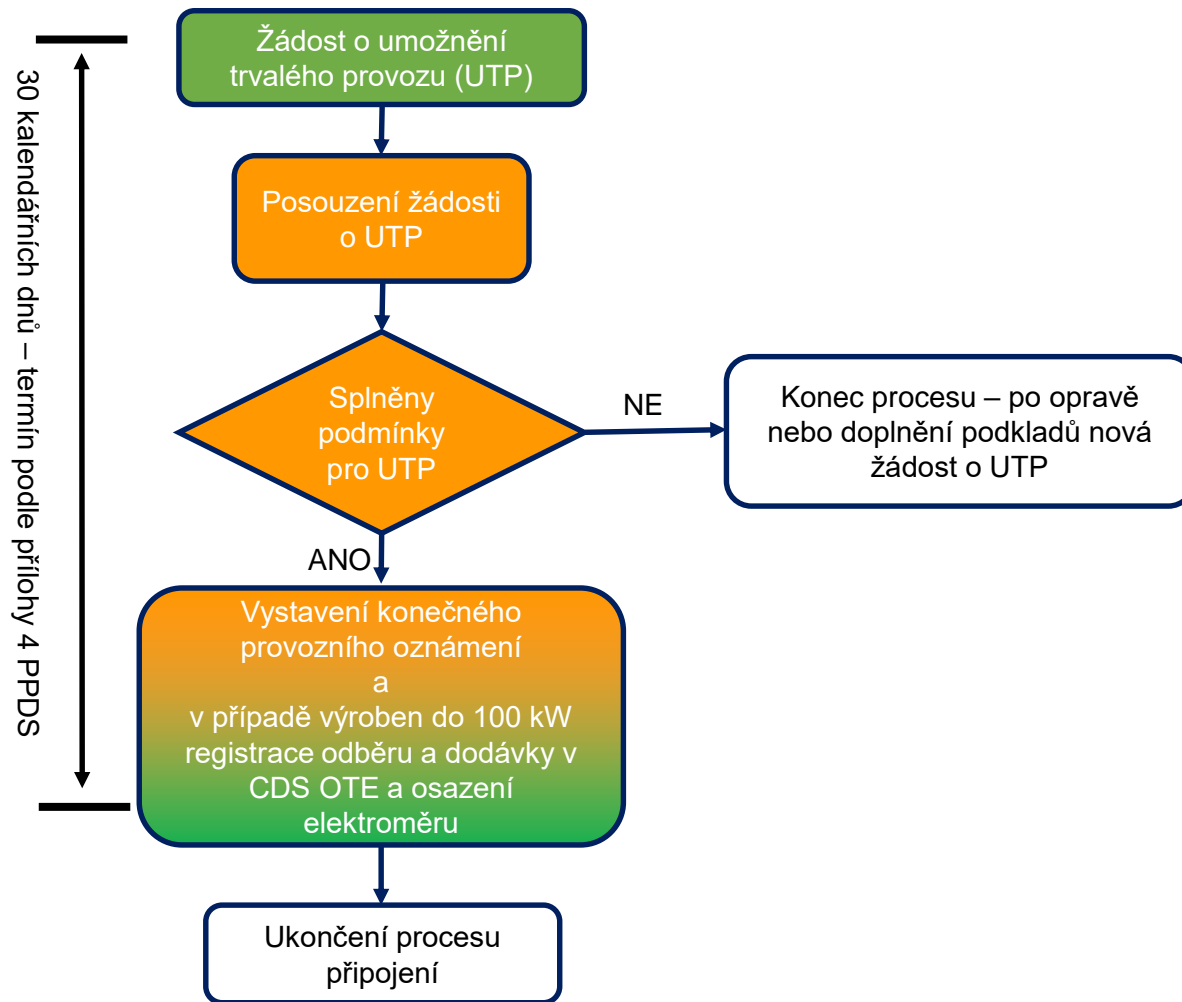 Žádost o umožnění
trvalého provozu (UTP)
30 kalendářních dnů – termín podle přílohy 4 PPDS
Posouzení žádosti
o UTP
Splněny
podmínky
pro UTP
NE
Konec procesu – po opravě
nebo doplnění podkladů nová
žádost o UTP
ANO
Vystavení konečného
provozního oznámení
a
v případě výroben do 100 kW
registrace odběru a dodávky v
CDS OTE a osazení
elektroměru
Ukončení procesu
připojení